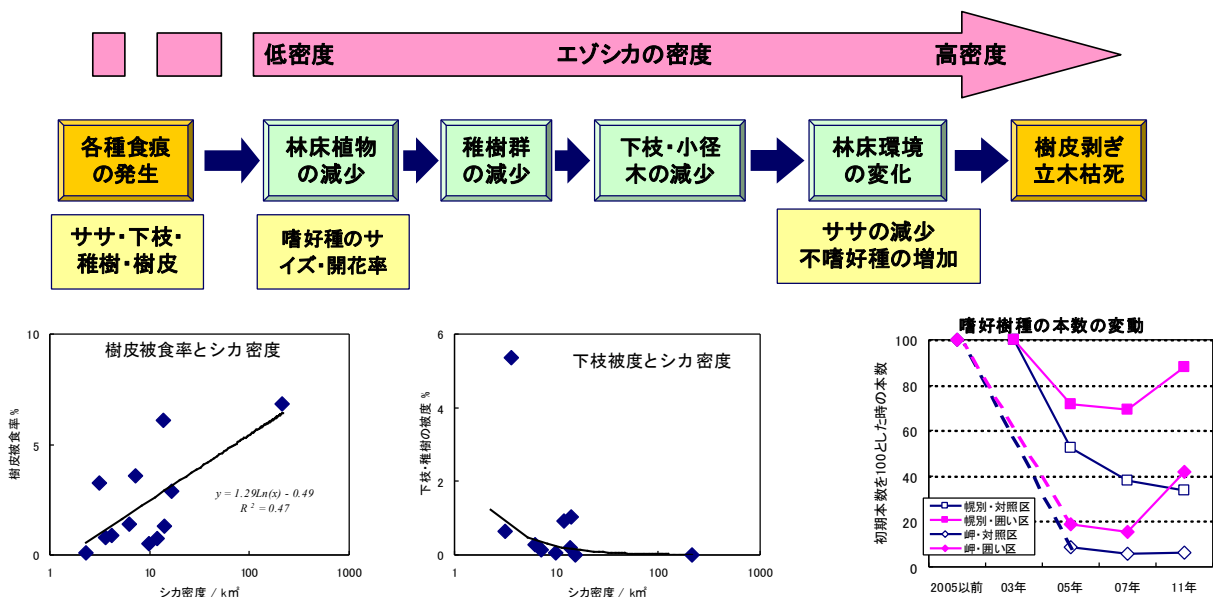 低密度
エゾシカの密度
高密度
各種食痕
の発生
林床植物
の減少
稚樹群
の減少
下枝・小径
木の減少
林床環境
の変化
樹皮剥ぎ
立木枯死
ササ・下枝・
稚樹・樹皮
嗜好種のサ
イズ・開花率
ササの減少
不嗜好種の増加
樹皮被食率とシカ密度
樹皮被食率 %
10
5
0
y = 1.29Ln(x) - 0.49
R² = 0.47
1 10 100 1000
シカ密度 / k㎡
下枝被度とシカ密度
下枝・稚樹の被度 %
6
4
2
0
1 10 100 1000
シカ密度 / k㎡
嗜好樹種の本数の変動
初期本数を100とした時の本数
100
80
60
40
20
0
幌別・対照区
幌別・囲い区
岬・対照区
岬・囲い区
2005以前 03年 05年 07年 11年